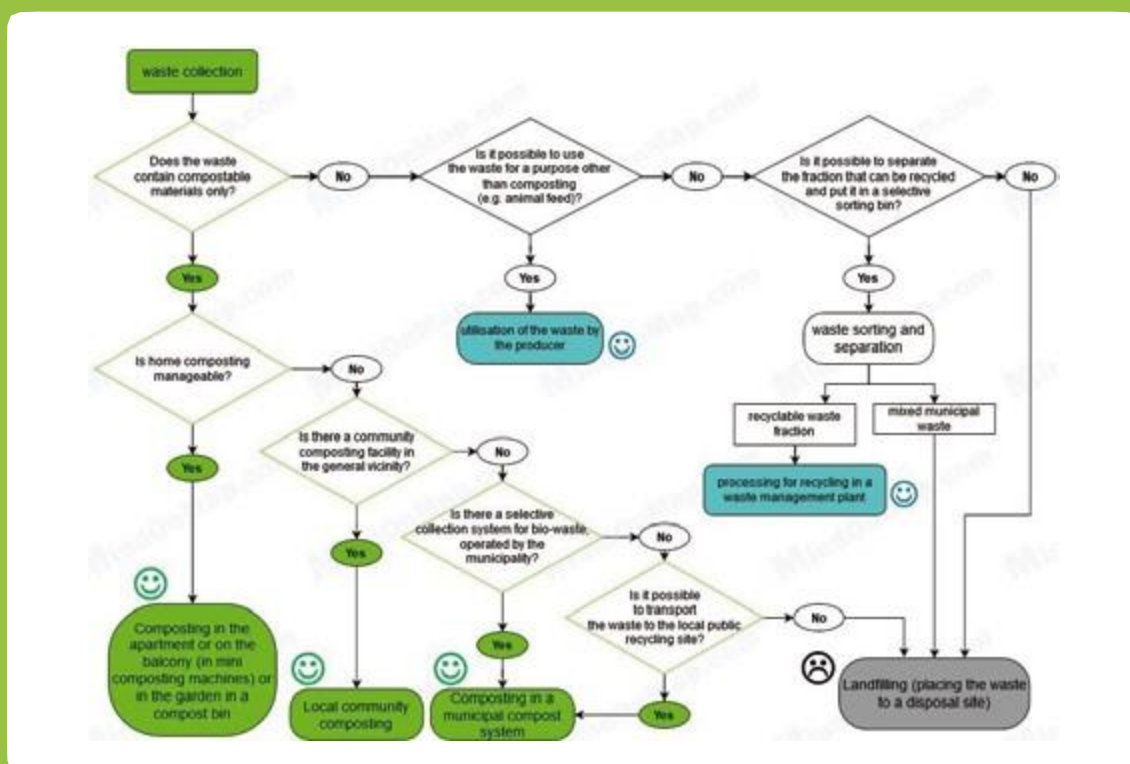 waste collection
Does the waste
contain compostable
materials only?
No
Is it possible to use
the waste for a purpose other
than composting
(e.g. animal feed)?
No
Is it possible to separate
the fraction that can be recycled
and put it in a selective
sorting bin?
No
Yes
Yes
Yes
utilisation of the waste by
the producer
waste sorting and
separation
Is home composting
manageable?
No
recyclable waste
fraction
mixed municipal
waste
Is there a community
composting facility in
the general vicinity?
No
Yes
processing for recycling in a
waste management plant
Is there a selective
collection system for bio-waste,
operated by the
municipality?
No
Yes
Is it possible
to transport
the waste to the local public
recycling site?
No
Yes
Composting in the
apartment or on the
balcony (in mini
composting machines) or
in the garden in a
compost bin
Local community
composting
Composting in a
municipal compost
system
Yes
Landfilling (placing the waste
to a disposal site)